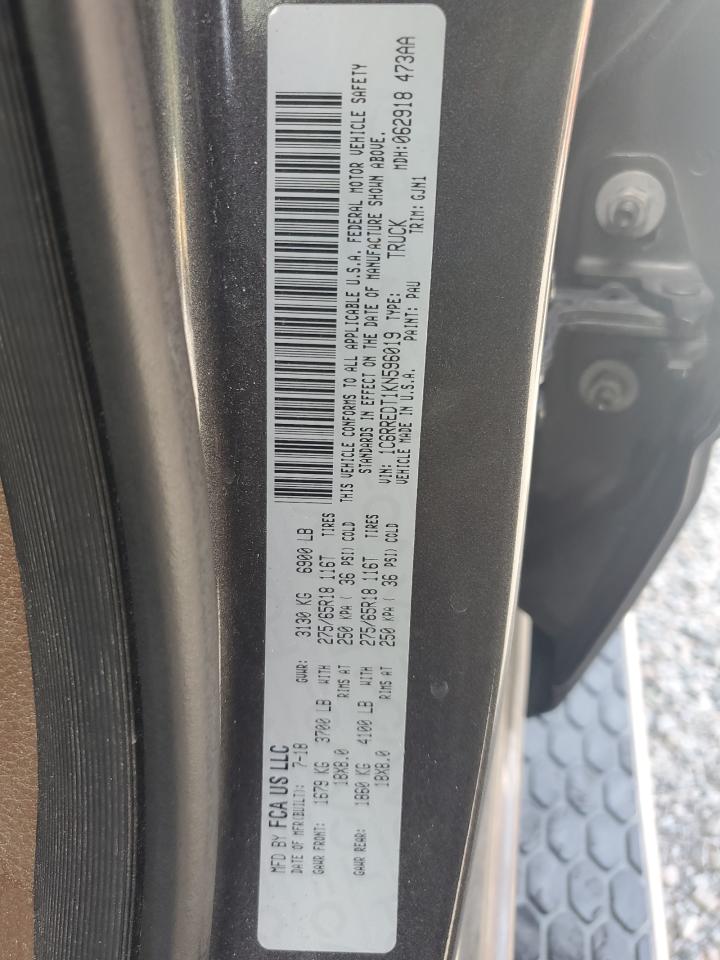 MFD BY FCA US LLC
DATE OF MFR(BUILT): 7-18 GVWR: 3130 KG 6900 LB
GAWR FRONT: 1679 KG 3700 LB WITH 275/65R18 116T TIRES
18X8.0 RIMS AT 250 KPA ( 36 PSI) COLD
GAWR REAR: 1860 KG 4100 LB WITH 275/65R18 116T TIRES
18X8.0 RIMS AT 250 KPA ( 36 PSI) COLD
THIS VEHICLE CONFORMS TO ALL APPLICABLE U.S.A. FEDERAL MOTOR VEHICLE SAFETY
STANDARDS IN EFFECT ON THE DATE OF MANUFACTURE SHOWN ABOVE.
VIN: 1C6RREDT1KN596019 TYPE: TRUCK MDH:062918 473AA
VEHICLE MADE IN U.S.A. PAINT: PAU TRIM: GJN1